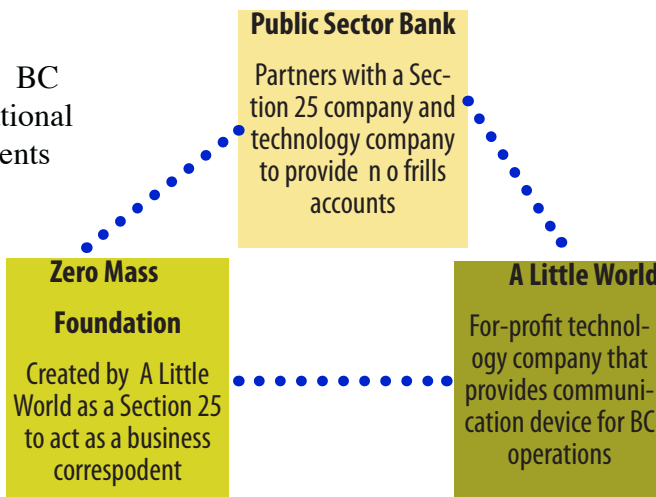 BC
tional
ents
Public Sector Bank
Partners with a Sec-
tion 25 company and
technology company
to provide n o frills
accounts
Zero Mass
Foundation
Created by A Little
World as a Section 25
to act as a business
correspodent
A Little World
For-profit technol-
ogy company that
provides communi-
cation device for BC
operations